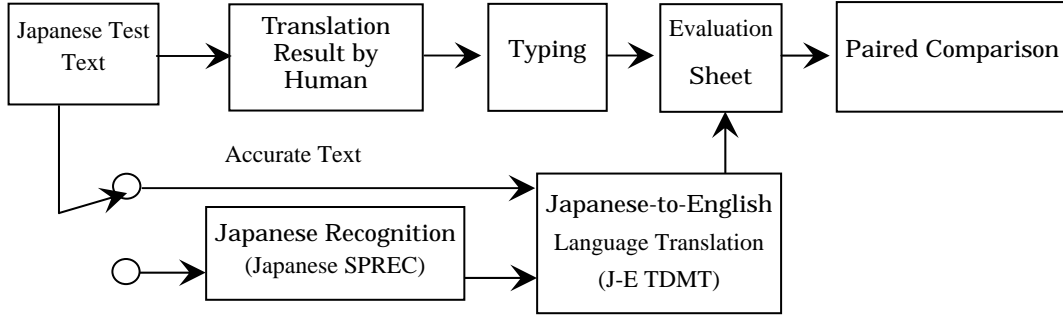 Japanese Test
Text
Translation
Result by
Human
Typing
Evaluation
Sheet
Paired Comparison
Accurate Text
Japanese Recognition
(Japanese SPREC)
Japanese-to-English
Language Translation
(J-E TDMT)